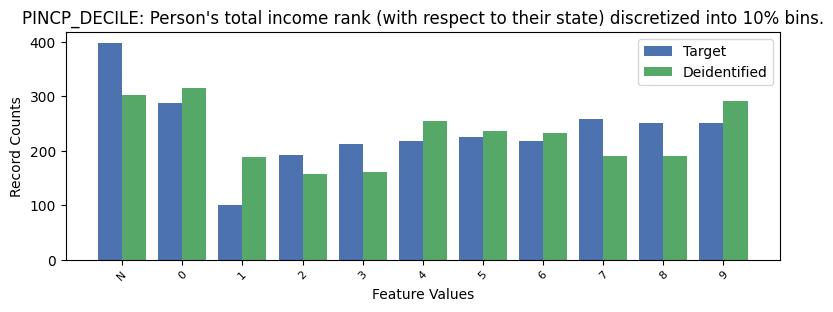 PINCP_DECILE: Person's total income rank (with respect to their state) discretized into 10% bins.
400
300
200
100
0
Record Counts
Target
Deidentified
N 0 1 2 3 4 5 6 7 8 9
Feature Values